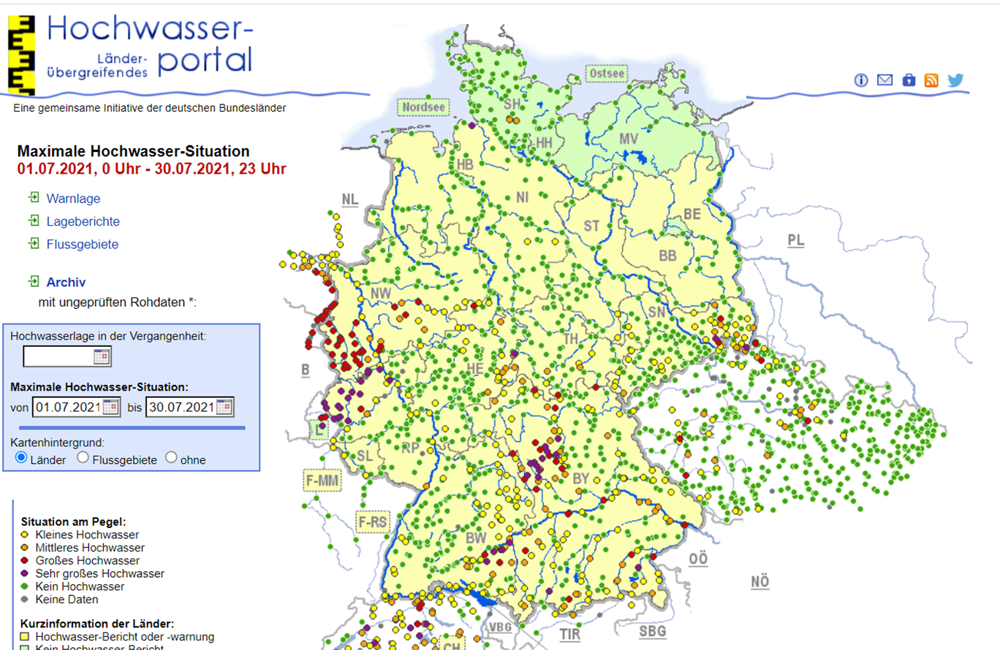 Hochwasser-
Länder-
übergreifendes portal
Eine gemeinsame Initiative der deutschen Bundesländer
Maximale Hochwasser-Situation
01.07.2021, 0 Uhr - 30.07.2021, 23 Uhr
Warnlage
Lageberichte
Flussgebiete
Archiv
mit ungeprüften Rohdaten *:
Hochwasserlage in der Vergangenheit:
Maximale Hochwasser-Situation:
von 01.07.2021 bis 30.07.2021
Kartenhintergrund:
Länder Flussgebiete ohne
Situation am Pegel:
Kleines Hochwasser
Mittleres Hochwasser
Großes Hochwasser
Sehr großes Hochwasser
Kein Hochwasser
Keine Daten
Kurzinformation der Länder:
Hochwasser-Bericht oder -warnung
Kein Hochwasser-Bericht
Ostsee
Nordsee
SH
HH
MV
HB
NL
NI
BE
ST
PL
BB
NW
SN
TH
HE
B
CZ
L
RP
SL
F-MM
BY
F-RS
BW
OÖ
NÖ
VBG
TIR
SBG
CH